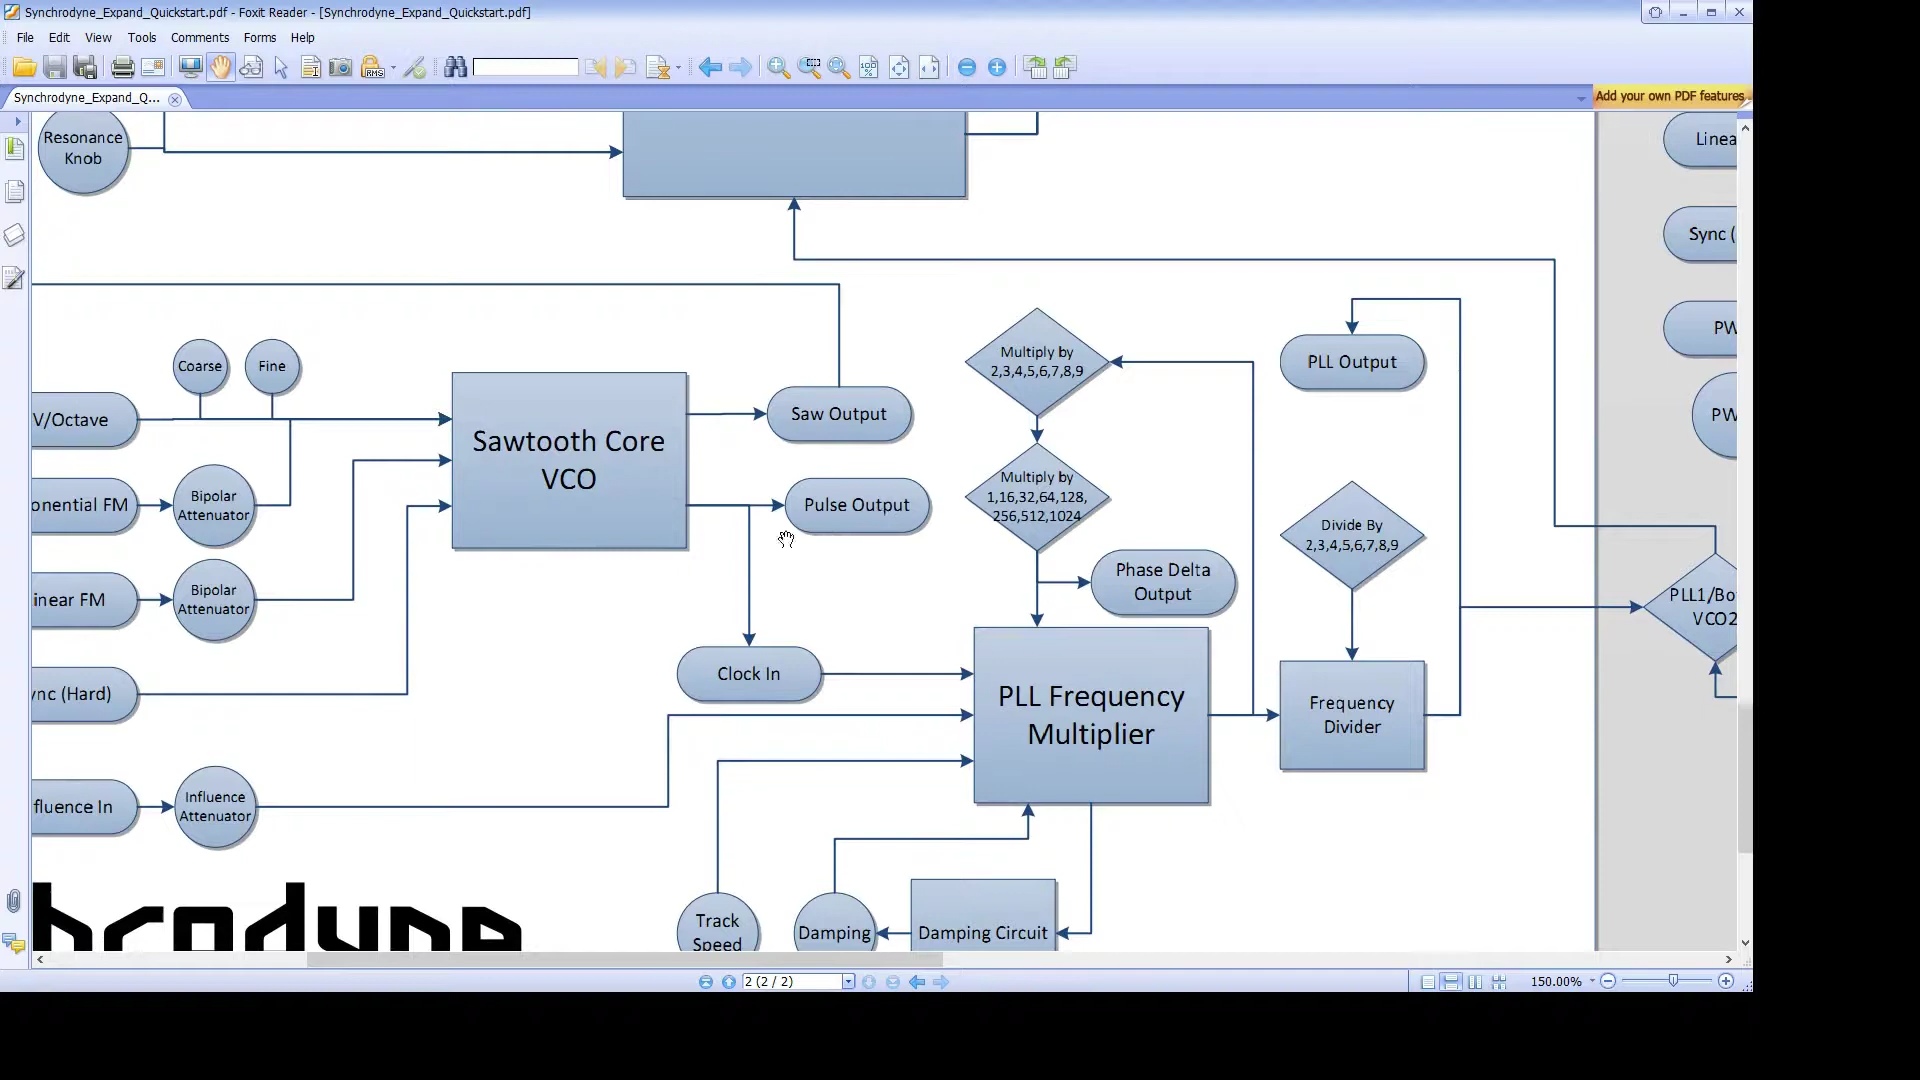 Synchrodyne_Expand_Quickstart.pdf - Foxit Reader - [Synchrodyne_Expand_Quickstart.pdf]
File Edit View Tools Comments Forms Help
RMS
Synchrodyne_Expand_Q...
Add your own PDF features
Resonance
Knob
Linea
Sync (
PW
PW
Coarse
Fine
V/Octave
onential FM
Bipolar
Attenuator
inear FM
Bipolar
Attenuator
ync (Hard)
fluence In
Influence
Attenuator
Sawtooth Core
VCO
Saw Output
Pulse Output
Clock In
Multiply by
2,3,4,5,6,7,8,9
Multiply by
1,16,32,64,128,
256,512,1024
Phase Delta
Output
PLL Output
Divide By
2,3,4,5,6,7,8,9
PLL Frequency
Multiplier
Frequency
Divider
PLL1/Bo
VCO2
Track
Speed
Damping
Damping Circuit
hrodyne
2 (2 / 2)
150.00%